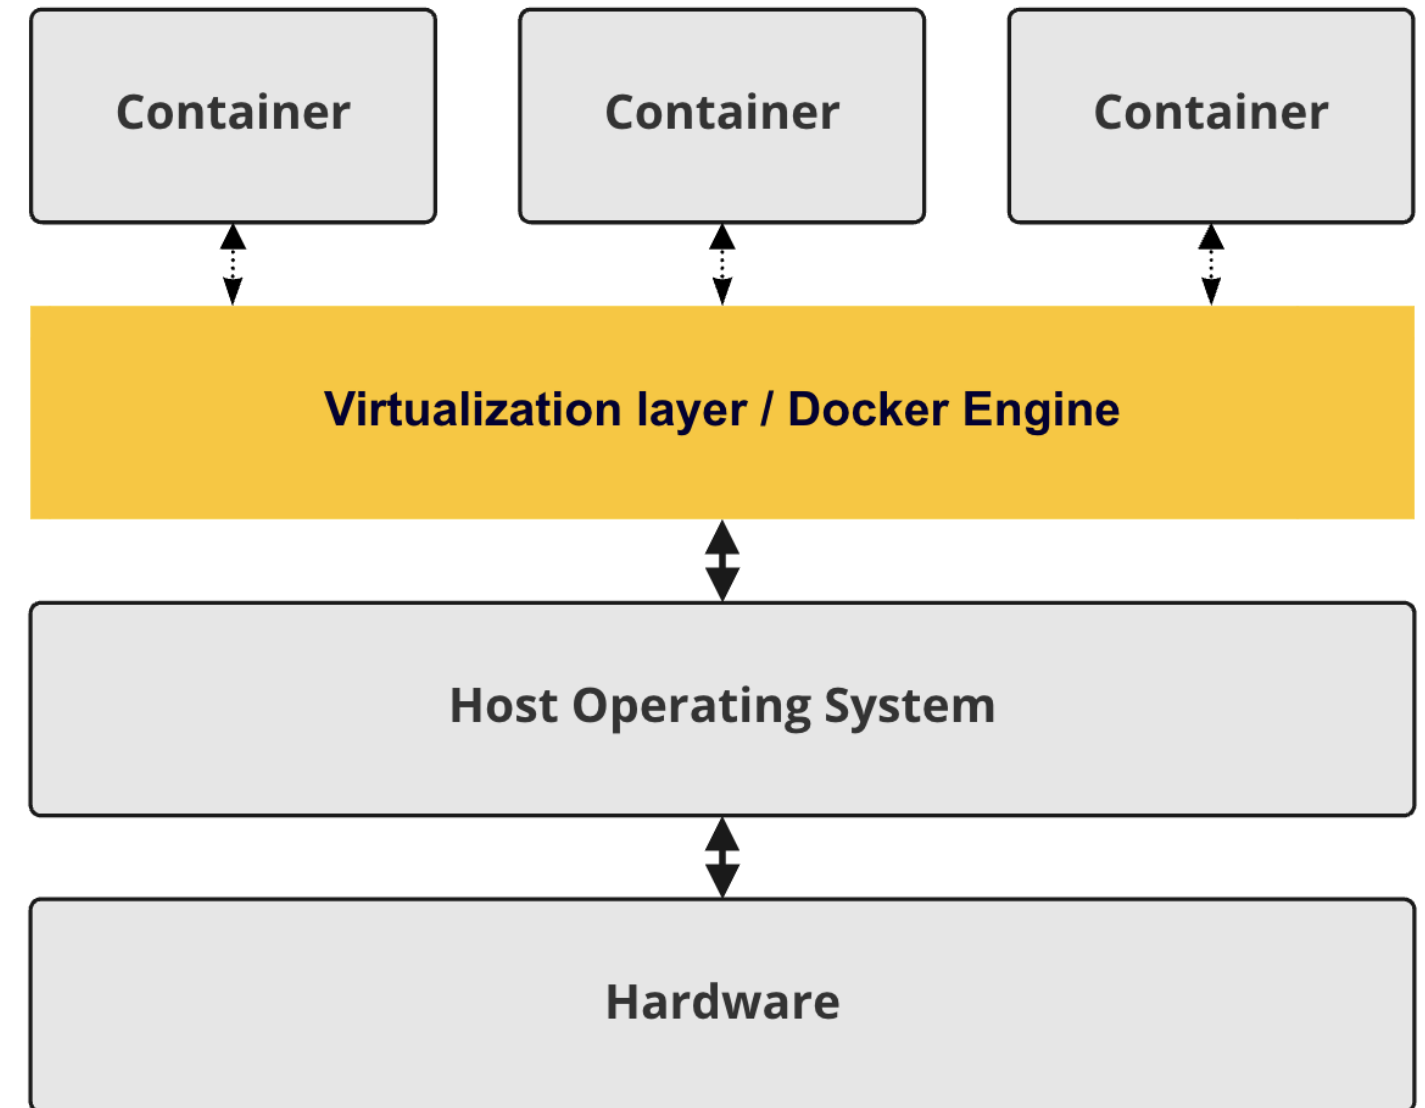 Container
Container
Container
Virtualization layer / Docker Engine
Host Operating System
Hardware